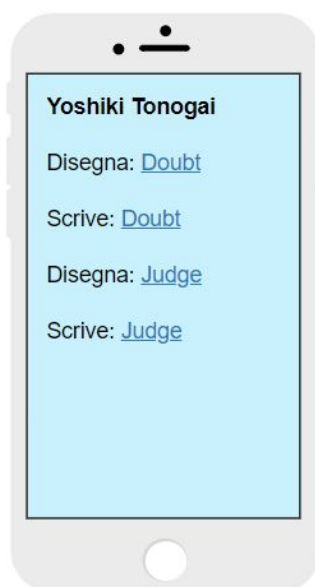 Yoshiki Tonogai
Disegna: Doubt
Scrive: Doubt
Disegna: Judge
Scrive: Judge